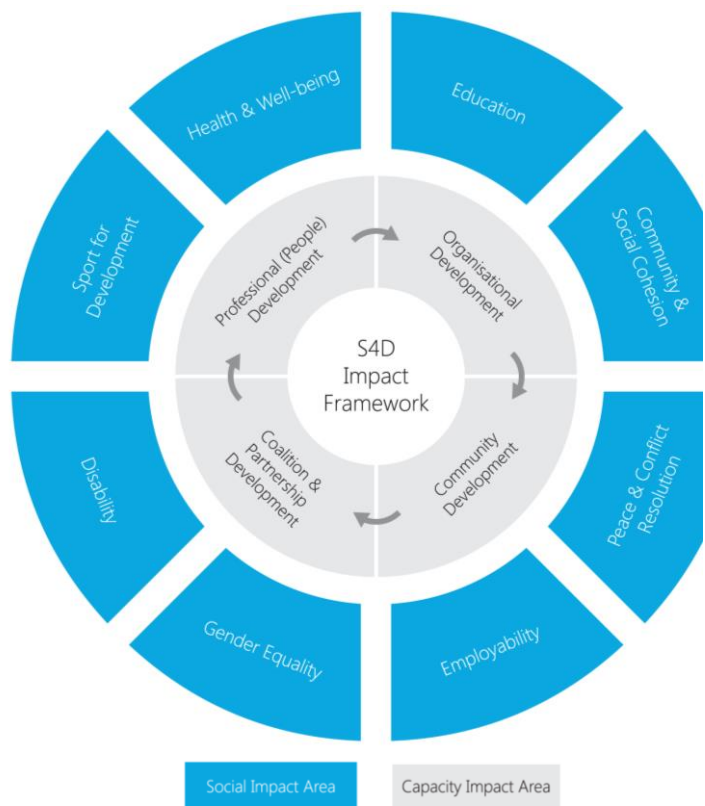 Health & Well-being
Education
Community &
Social Cohesion
Peace & Conflict
Resolution
Employability
Gender Equality
Disability
Sport for
Development
Professional (People)
Development
Organisational
Development
Community
Development
Coalition &
Partnership
Development
S4D
Impact
Framework
Social Impact Area
Capacity Impact Area